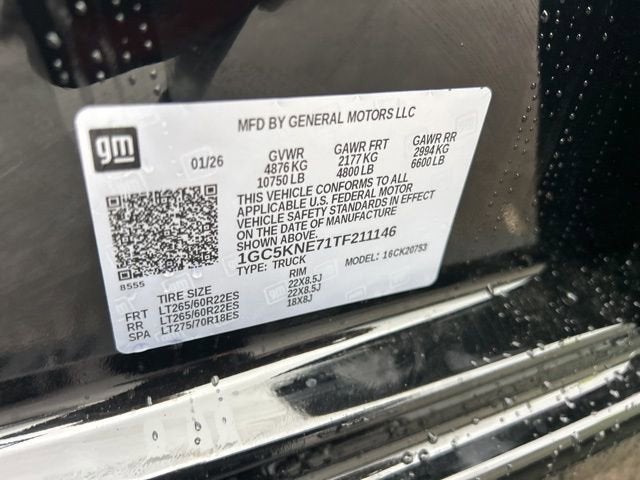 gm
MFD BY GENERAL MOTORS LLC
01/26
GVWR GAWR FRT GAWR RR
4876 KG 2177 KG 2994 KG
10750 LB 4800 LB 6600 LB
THIS VEHICLE CONFORMS TO ALL
APPLICABLE U.S. FEDERAL MOTOR
VEHICLE SAFETY STANDARDS IN EFFECT
ON THE DATE OF MANUFACTURE
SHOWN ABOVE.
1GC5KNE71TF211146
TYPE: TRUCK MODEL: 16CK20753
8555
TIRE SIZE RIM
FRT LT265/60R22ES 22X8.5J
RR LT265/60R22ES 22X8.5J
SPA LT275/70R18ES 18X8J